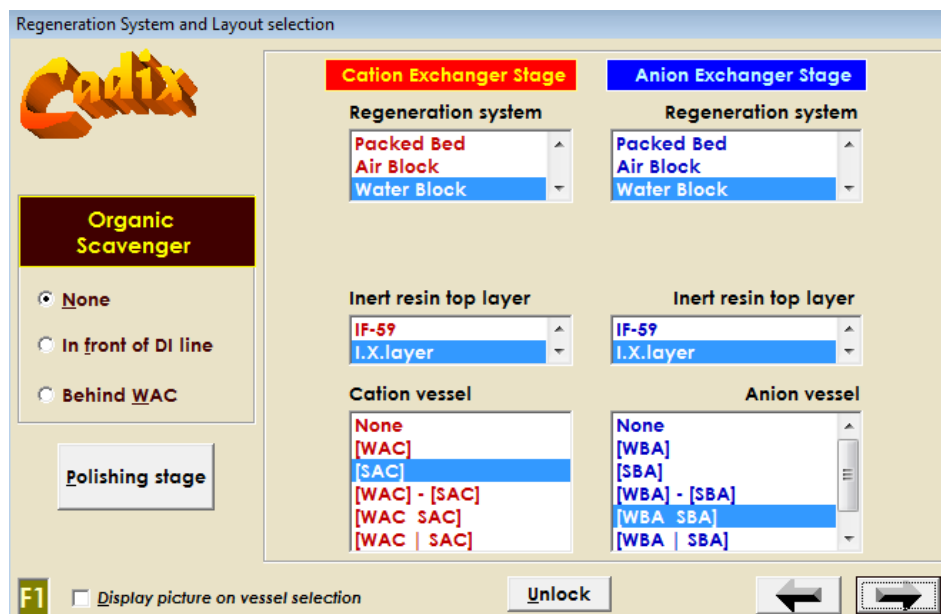 Regeneration System and Layout selection
Cadix
Cation Exchanger Stage
Anion Exchanger Stage
Regeneration system
Regeneration system
Packed Bed
Air Block
Water Block
Packed Bed
Air Block
Water Block
Organic
Scavenger
None
In front of DI line
Behind WAC
Inert resin top layer
Inert resin top layer
IF-59
I.X.layer
IF-59
I.X.layer
Cation vessel
Anion vessel
None
[WAC]
[SAC]
[WAC] - [SAC]
[WAC SAC]
[WAC | SAC]
None
[WBA]
[SBA]
[WBA] - [SBA]
[WBA SBA]
[WBA | SBA]
Polishing stage
F1
Display picture on vessel selection
Unlock